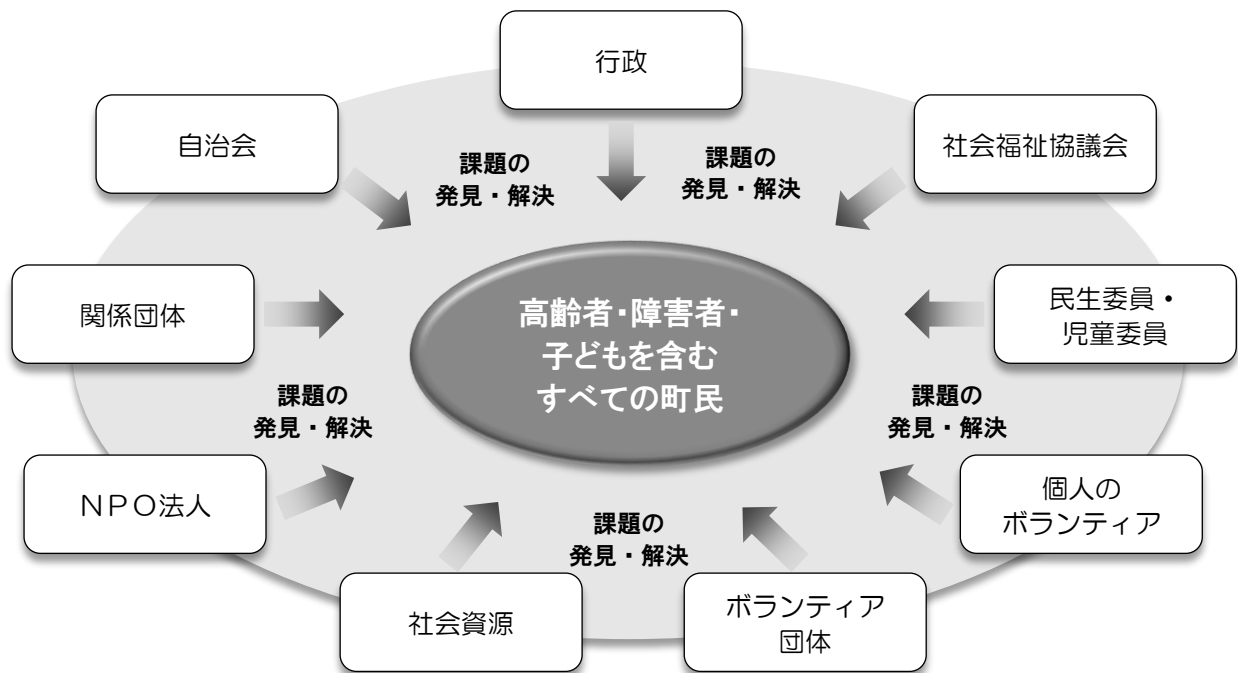 行政
自治会
社会福祉協議会
課題の
発見・解決
課題の
発見・解決
関係団体
高齢者・障害者・
子どもを含む
すべての町民
民生委員・
児童委員
課題の
発見・解決
課題の
発見・解決
NPO法人
個人の
ボランティア
課題の
発見・解決
社会資源
ボランティア
団体